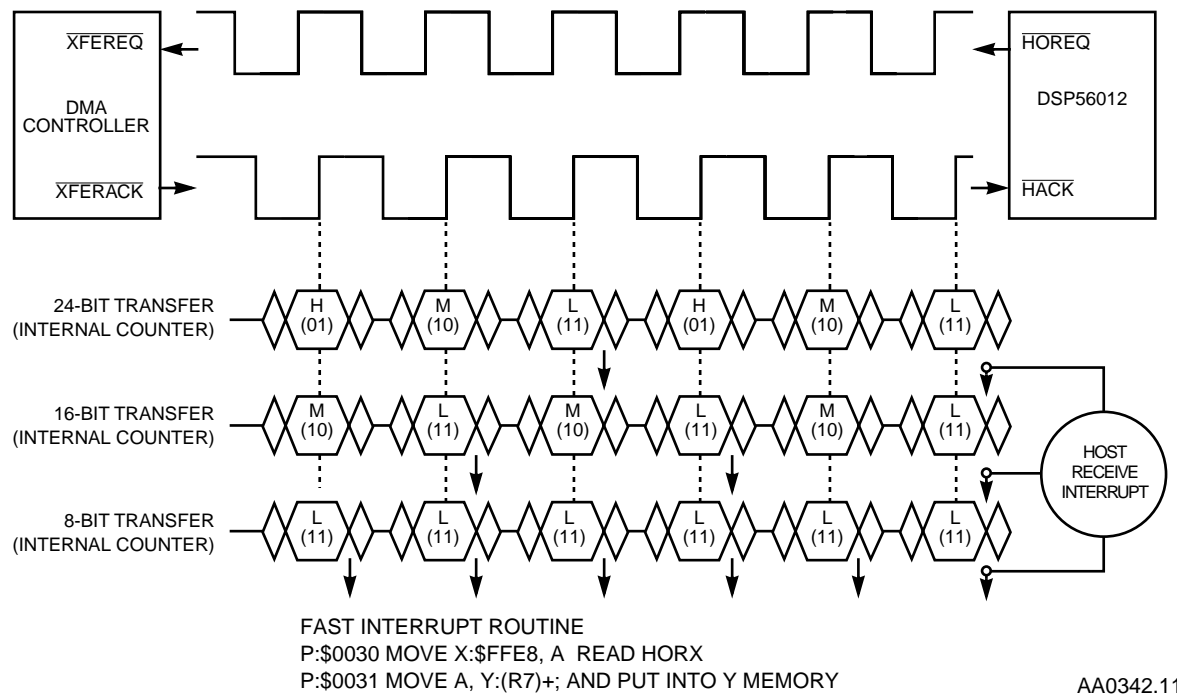 XFEREQ
HOREQ
DMA
CONTROLLER
DSP56012
XFERACK
HACK
24-BIT TRANSFER
(INTERNAL COUNTER)
H
(01)
M
(10)
L
(11)
H
(01)
M
(10)
L
(11)
16-BIT TRANSFER
(INTERNAL COUNTER)
M
(10)
L
(11)
M
(10)
L
(11)
M
(10)
L
(11)
HOST
RECEIVE
INTERRUPT
8-BIT TRANSFER
(INTERNAL COUNTER)
L
(11)
L
(11)
L
(11)
L
(11)
L
(11)
L
(11)
FAST INTERRUPT ROUTINE
P:$0030 MOVE X:$FFE8, A  READ HORX
P:$0031 MOVE A, Y:(R7)+; AND PUT INTO Y MEMORY
AA0342.11